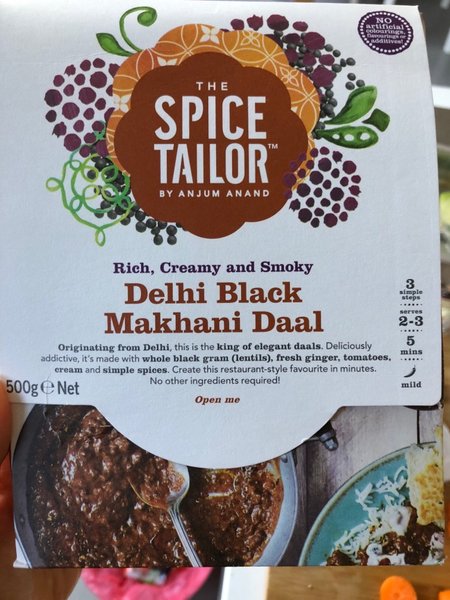 NO
artificial
colourings,
flavourings or
additives!
THE
SPICE
TAILOR™
BY ANJUM ANAND
Rich, Creamy and Smoky
Delhi Black
Makhani Daal
Originating from Delhi, this is the king of elegant daals. Deliciously
addictive, it's made with whole black gram (lentils), fresh ginger, tomatoes,
cream and simple spices. Create this restaurant-style favourite in minutes.
No other ingredients required!
Open me
500g ℮ Net
3
simple
steps
serves
2-3
5
mins
mild